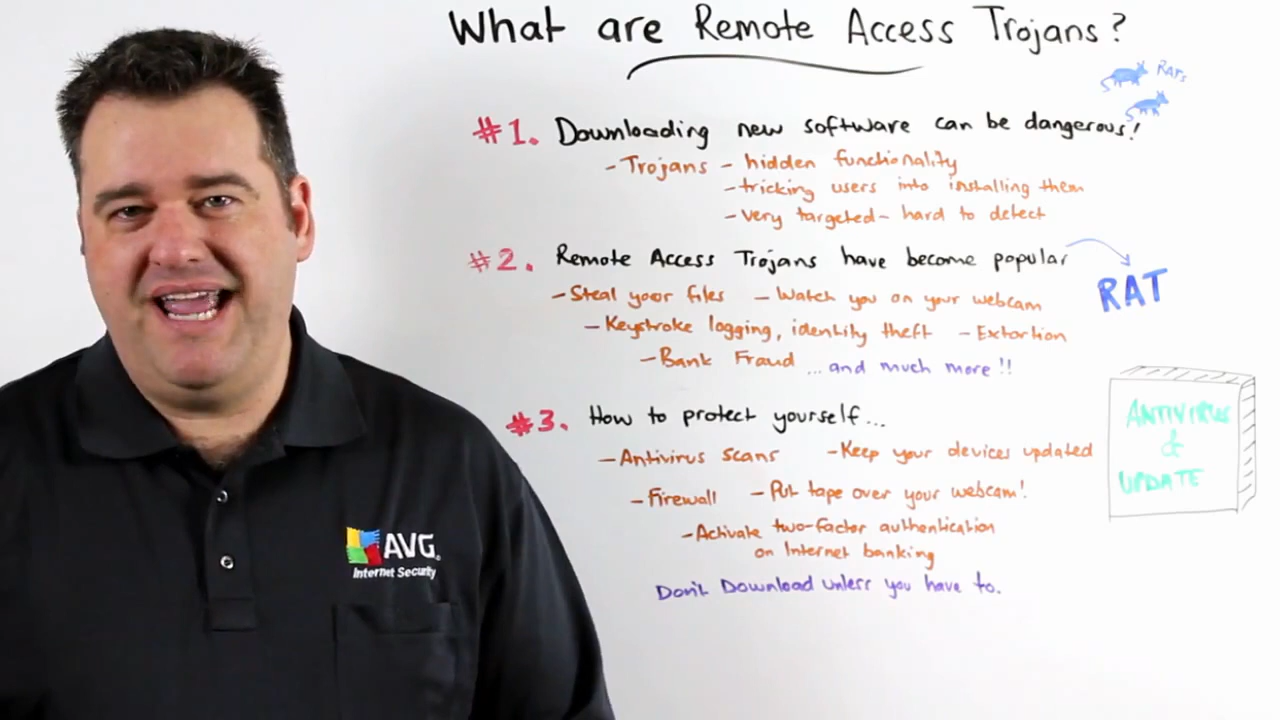 What are Remote Access Trojans?
RATs
#1. Downloading new software can be dangerous!
- Trojans - hidden functionality
- tricking users into installing them
- very targeted - hard to detect
#2. Remote Access Trojans have become popular
RAT
- Steal your files - Watch you on your webcam
- Keystroke logging, identity theft - Extortion
- Bank Fraud ... and much more!!
#3. How to protect yourself...
- Antivirus scans - Keep your devices updated
- Firewall - Put tape over your webcam!
- Activate two-factor authentication
on Internet banking
Don't Download unless you have to.
ANTIVIRUS
&
UPDATE
AVG
Internet Security